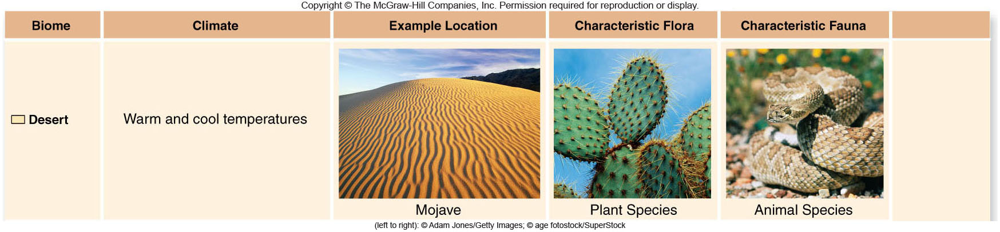 Copyright © The McGraw-Hill Companies, Inc. Permission required for reproduction or display.
Biome Climate Example Location Characteristic Flora Characteristic Fauna
Desert Warm and cool temperatures
Mojave Plant Species Animal Species
(left to right): © Adam Jones/Getty Images; © age fotostock/SuperStock